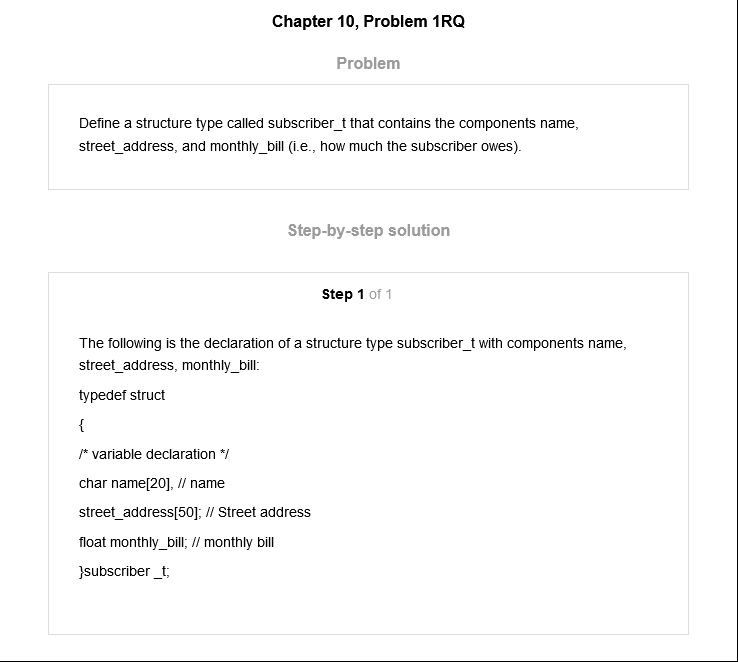 Chapter 10, Problem 1RQ
Problem
Define a structure type called subscriber_t that contains the components name,
street_address, and monthly_bill (i.e., how much the subscriber owes).
Step-by-step solution
Step 1 of 1
The following is the declaration of a structure type subscriber_t with components name,
street_address, monthly_bill:
typedef struct
{
/* variable declaration */
char name[20], // name
street_address[50]; // Street address
float monthly_bill; // monthly bill
}subscriber _t;